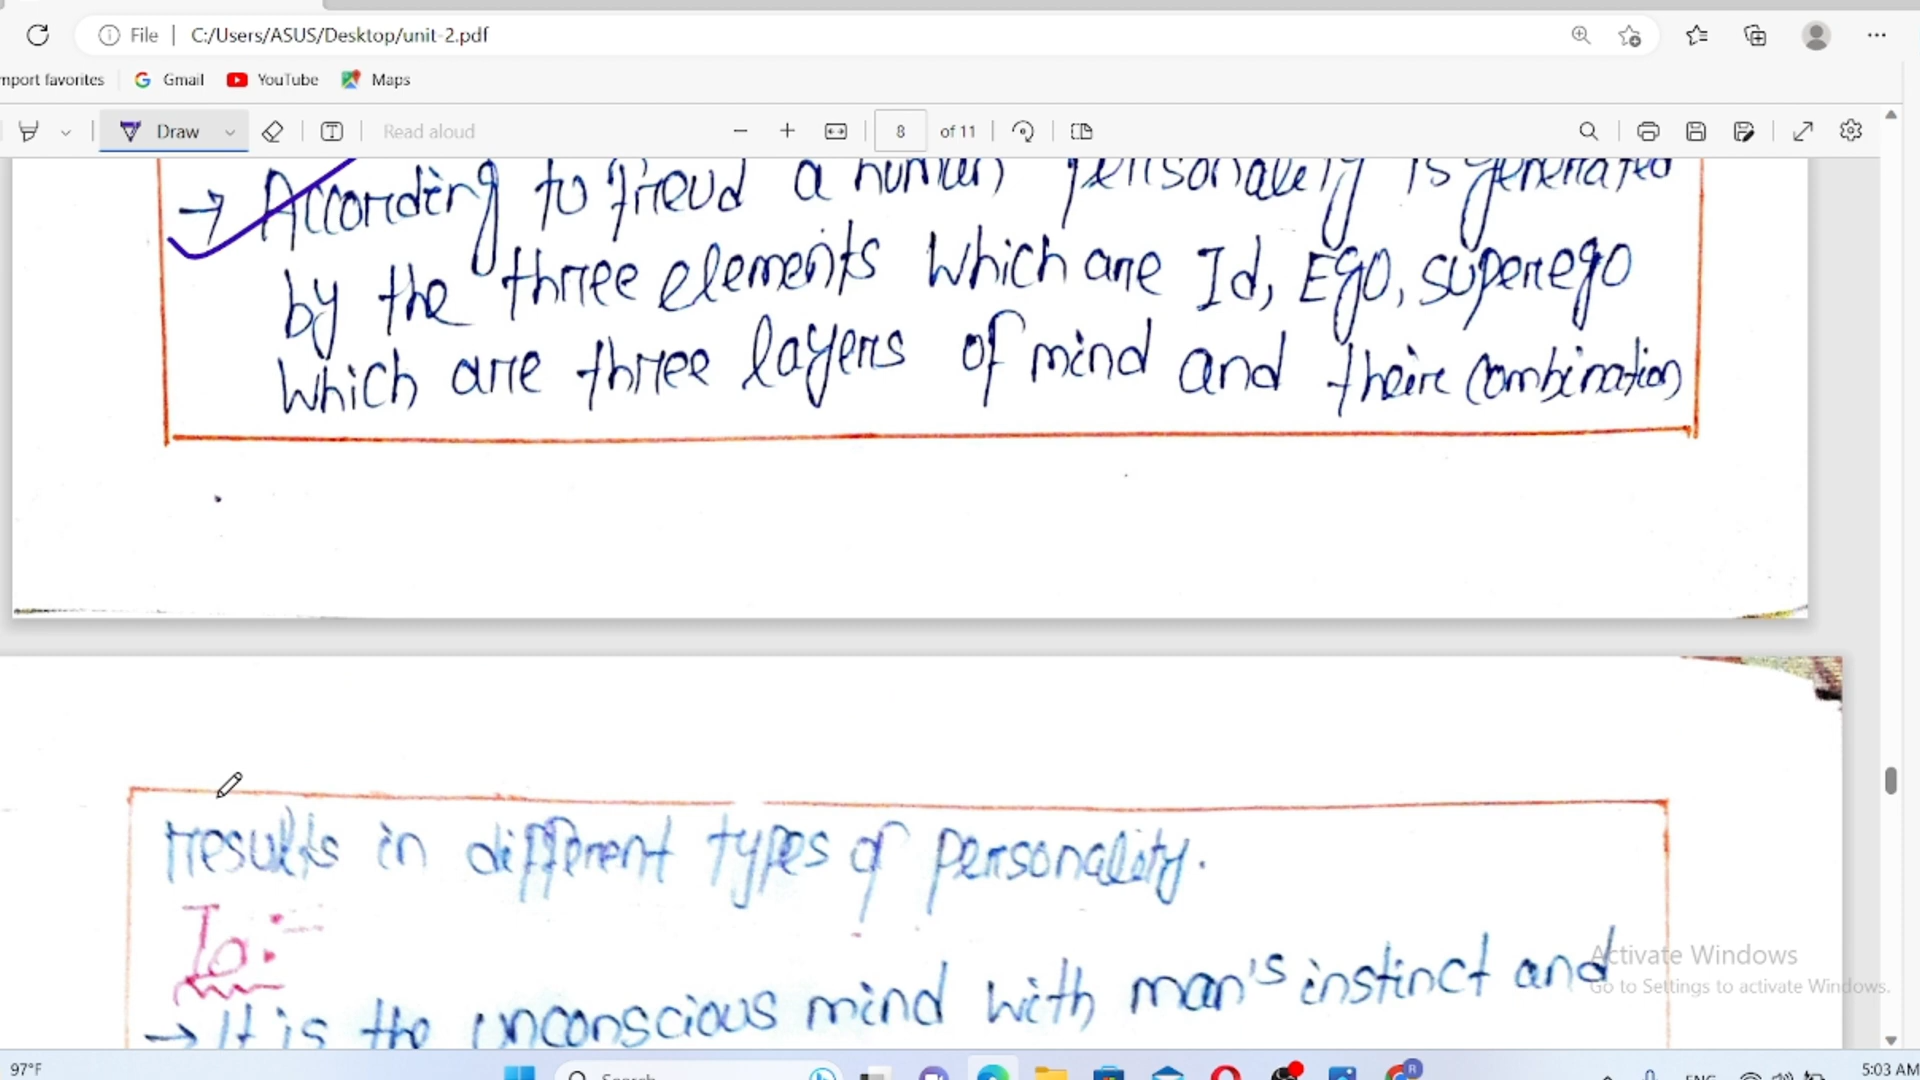 File C:/Users/ASUS/Desktop/unit-2.pdf
mport favorites Gmail YouTube Maps
Draw Read aloud 8 of 11
→ According to freud a human personality is generated
by the three elements which are Id, Ego, superego
which are three layers of mind and their combination
results in different types of personality.
ID:-
→ It is the unconscious mind with man's instinct and
Activate Windows
Go to Settings to activate Windows.
97°F Search ENG 5:03 AM